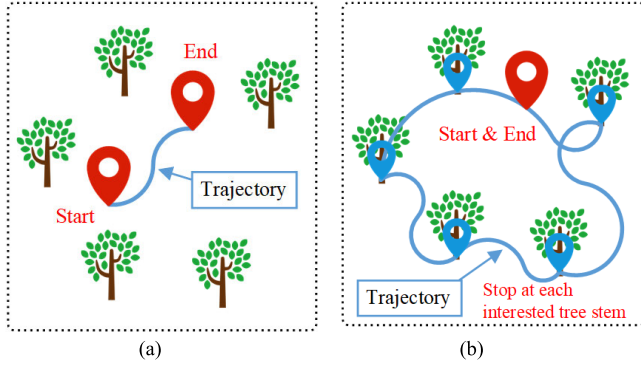 End
Start
Trajectory
(a)
Start & End
Trajectory
Stop at each
interested tree stem
(b)